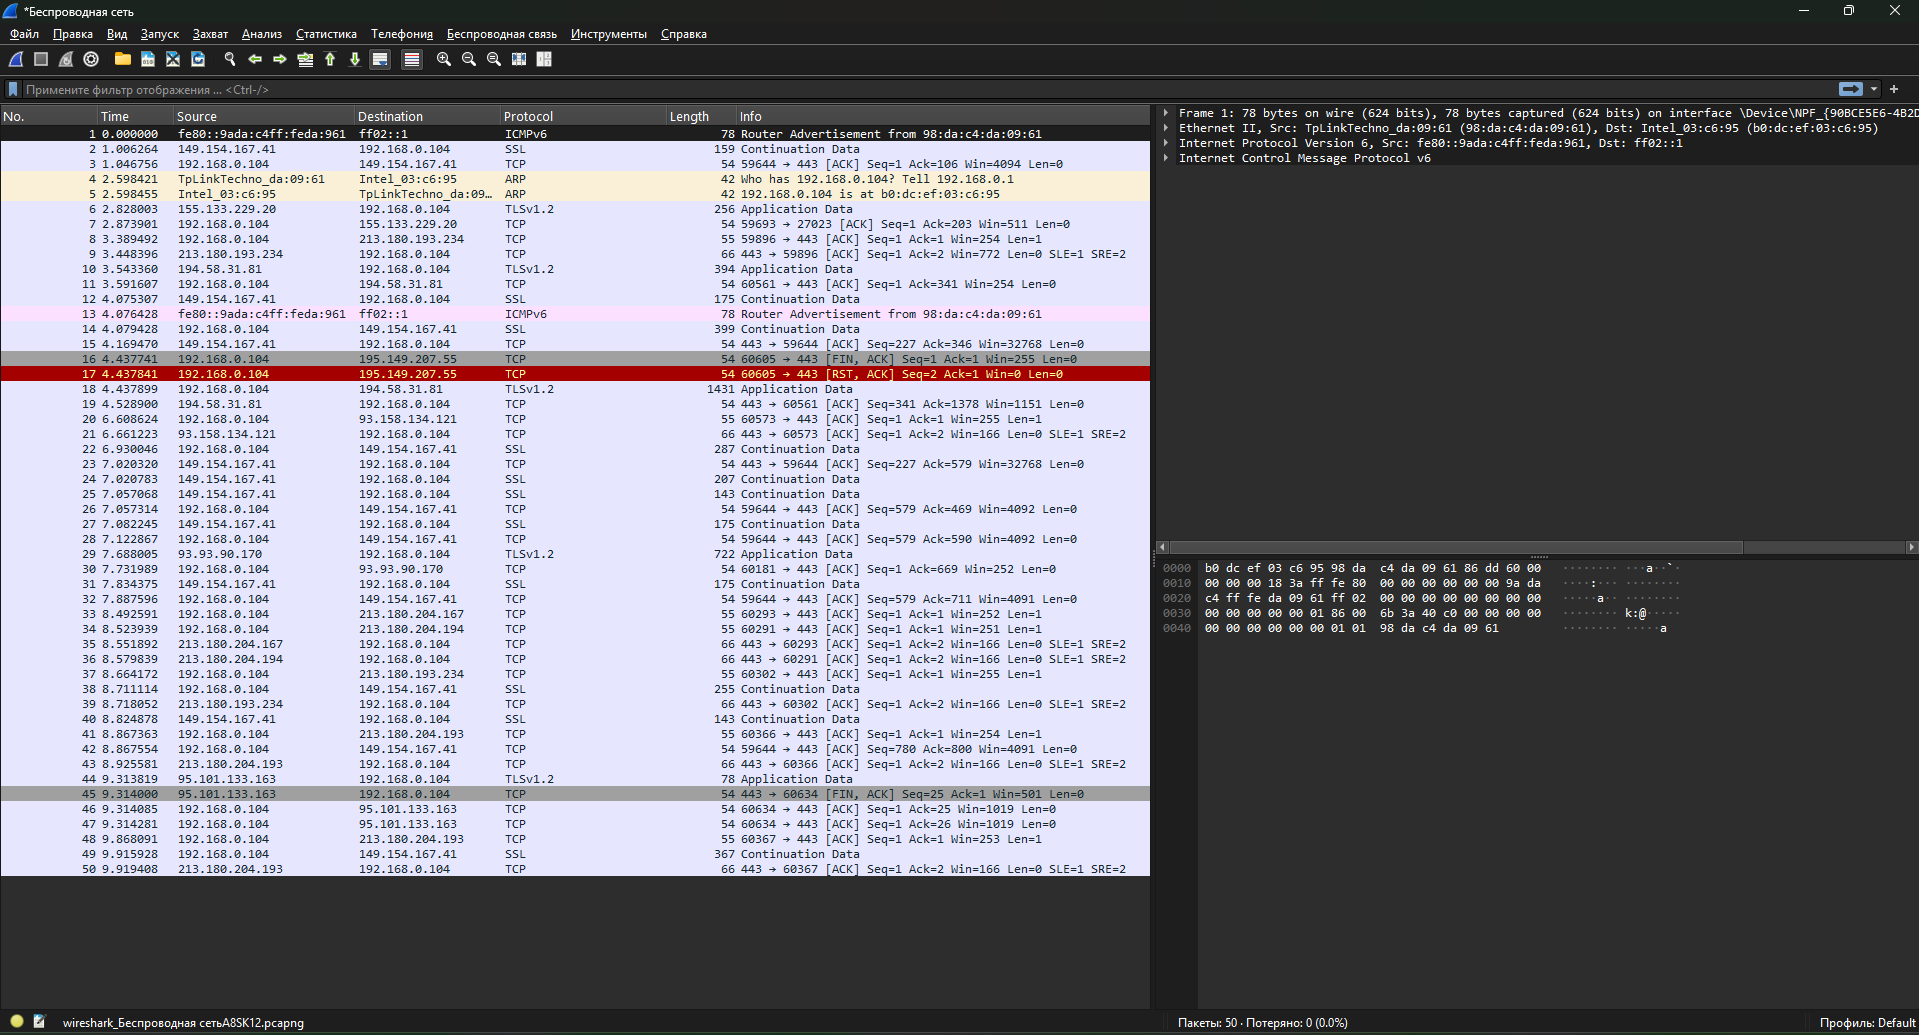 *Беспроводная сеть
Файл Правка Вид Запуск Захват Анализ Статистика Телефония Беспроводная связь Инструменты Справка
Примените фильтр отображения ... <Ctrl-/>
No. Time Source Destination Protocol Length Info
1 0.000000 fe80::9ada:c4ff:feda:961 ff02::1 ICMPv6 78 Router Advertisement from 98:da:c4:da:09:61
2 1.006264 149.154.167.41 192.168.0.104 SSL 159 Continuation Data
3 1.046756 192.168.0.104 149.154.167.41 TCP 54 59644 → 443 [ACK] Seq=1 Ack=106 Win=4094 Len=0
4 2.598421 TpLinkTechno_da:09:61 Intel_03:c6:95 ARP 42 Who has 192.168.0.104? Tell 192.168.0.1
5 2.598455 Intel_03:c6:95 TpLinkTechno_da:09… ARP 42 192.168.0.104 is at b0:dc:ef:03:c6:95
6 2.828003 155.133.229.20 192.168.0.104 TLSv1.2 256 Application Data
7 2.873901 192.168.0.104 155.133.229.20 TCP 54 59693 → 27023 [ACK] Seq=1 Ack=203 Win=511 Len=0
8 3.389492 192.168.0.104 213.180.193.234 TCP 55 59896 → 443 [ACK] Seq=1 Ack=1 Win=254 Len=1
9 3.448396 213.180.193.234 192.168.0.104 TCP 66 443 → 59896 [ACK] Seq=1 Ack=2 Win=772 Len=0 SLE=1 SRE=2
10 3.543360 194.58.31.81 192.168.0.104 TLSv1.2 394 Application Data
11 3.591607 192.168.0.104 194.58.31.81 TCP 54 60561 → 443 [ACK] Seq=1 Ack=341 Win=254 Len=0
12 4.075307 149.154.167.41 192.168.0.104 SSL 175 Continuation Data
13 4.076428 fe80::9ada:c4ff:feda:961 ff02::1 ICMPv6 78 Router Advertisement from 98:da:c4:da:09:61
14 4.079428 192.168.0.104 149.154.167.41 SSL 399 Continuation Data
15 4.169470 149.154.167.41 192.168.0.104 TCP 54 443 → 59644 [ACK] Seq=227 Ack=346 Win=32768 Len=0
16 4.437741 192.168.0.104 195.149.207.55 TCP 54 60605 → 443 [FIN, ACK] Seq=1 Ack=1 Win=255 Len=0
17 4.437841 192.168.0.104 195.149.207.55 TCP 54 60605 → 443 [RST, ACK] Seq=2 Ack=1 Win=0 Len=0
18 4.437899 192.168.0.104 194.58.31.81 TLSv1.2 1431 Application Data
19 4.528900 194.58.31.81 192.168.0.104 TCP 54 443 → 60561 [ACK] Seq=341 Ack=1378 Win=1151 Len=0
20 6.608624 192.168.0.104 93.158.134.121 TCP 55 60573 → 443 [ACK] Seq=1 Ack=1 Win=255 Len=1
21 6.661223 93.158.134.121 192.168.0.104 TCP 66 443 → 60573 [ACK] Seq=1 Ack=2 Win=166 Len=0 SLE=1 SRE=2
22 6.930046 192.168.0.104 149.154.167.41 SSL 287 Continuation Data
23 7.020320 149.154.167.41 192.168.0.104 TCP 54 443 → 59644 [ACK] Seq=227 Ack=579 Win=32768 Len=0
24 7.020783 149.154.167.41 192.168.0.104 SSL 207 Continuation Data
25 7.057068 149.154.167.41 192.168.0.104 SSL 143 Continuation Data
26 7.057314 192.168.0.104 149.154.167.41 TCP 54 59644 → 443 [ACK] Seq=579 Ack=469 Win=4092 Len=0
27 7.082245 149.154.167.41 192.168.0.104 SSL 175 Continuation Data
28 7.122867 192.168.0.104 149.154.167.41 TCP 54 59644 → 443 [ACK] Seq=579 Ack=590 Win=4092 Len=0
29 7.688005 93.93.90.170 192.168.0.104 TLSv1.2 722 Application Data
30 7.731989 192.168.0.104 93.93.90.170 TCP 54 60181 → 443 [ACK] Seq=1 Ack=669 Win=252 Len=0
31 7.834375 149.154.167.41 192.168.0.104 SSL 175 Continuation Data
32 7.887596 192.168.0.104 149.154.167.41 TCP 54 59644 → 443 [ACK] Seq=579 Ack=711 Win=4091 Len=0
33 8.492591 192.168.0.104 213.180.204.167 TCP 55 60293 → 443 [ACK] Seq=1 Ack=1 Win=252 Len=1
34 8.523939 192.168.0.104 213.180.204.194 TCP 55 60291 → 443 [ACK] Seq=1 Ack=1 Win=251 Len=1
35 8.551892 213.180.204.167 192.168.0.104 TCP 66 443 → 60293 [ACK] Seq=1 Ack=2 Win=166 Len=0 SLE=1 SRE=2
36 8.579839 213.180.204.194 192.168.0.104 TCP 66 443 → 60291 [ACK] Seq=1 Ack=2 Win=166 Len=0 SLE=1 SRE=2
37 8.664172 192.168.0.104 213.180.193.234 TCP 55 60302 → 443 [ACK] Seq=1 Ack=1 Win=255 Len=1
38 8.711114 192.168.0.104 149.154.167.41 SSL 255 Continuation Data
39 8.718052 213.180.193.234 192.168.0.104 TCP 66 443 → 60302 [ACK] Seq=1 Ack=2 Win=166 Len=0 SLE=1 SRE=2
40 8.824878 149.154.167.41 192.168.0.104 SSL 143 Continuation Data
41 8.867363 192.168.0.104 213.180.204.193 TCP 55 60366 → 443 [ACK] Seq=1 Ack=1 Win=254 Len=1
42 8.867554 192.168.0.104 149.154.167.41 TCP 54 59644 → 443 [ACK] Seq=780 Ack=800 Win=4091 Len=0
43 8.925581 213.180.204.193 192.168.0.104 TCP 66 443 → 60366 [ACK] Seq=1 Ack=2 Win=166 Len=0 SLE=1 SRE=2
44 9.313819 95.101.133.163 192.168.0.104 TLSv1.2 78 Application Data
45 9.314000 95.101.133.163 192.168.0.104 TCP 54 443 → 60634 [FIN, ACK] Seq=25 Ack=1 Win=501 Len=0
46 9.314085 192.168.0.104 95.101.133.163 TCP 54 60634 → 443 [ACK] Seq=1 Ack=25 Win=1019 Len=0
47 9.314281 192.168.0.104 95.101.133.163 TCP 54 60634 → 443 [ACK] Seq=1 Ack=26 Win=1019 Len=0
48 9.868091 192.168.0.104 213.180.204.193 TCP 55 60367 → 443 [ACK] Seq=1 Ack=1 Win=253 Len=1
49 9.915928 192.168.0.104 149.154.167.41 SSL 367 Continuation Data
50 9.919408 213.180.204.193 192.168.0.104 TCP 66 443 → 60367 [ACK] Seq=1 Ack=2 Win=166 Len=0 SLE=1 SRE=2
Frame 1: 78 bytes on wire (624 bits), 78 bytes captured (624 bits) on interface \Device\NPF_{90BCE5E6-4B2D
Ethernet II, Src: TpLinkTechno_da:09:61 (98:da:c4:da:09:61), Dst: Intel_03:c6:95 (b0:dc:ef:03:c6:95)
Internet Protocol Version 6, Src: fe80::9ada:c4ff:feda:961, Dst: ff02::1
Internet Control Message Protocol v6
0000 b0 dc ef 03 c6 95 98 da c4 da 09 61 86 dd 60 00 ········ ···a··`·
0010 00 00 00 18 3a ff fe 80 00 00 00 00 00 00 9a da ····:··· ········
0020 c4 ff fe da 09 61 ff 02 00 00 00 00 00 00 00 00 ·····a·· ········
0030 00 00 00 00 00 01 86 00 6b 3a 40 c0 00 00 00 00 ········ k:@·····
0040 00 00 00 00 00 00 01 01 98 da c4 da 09 61 ········ ·····a
wireshark_Беспроводная сетьA8SK12.pcapng
Пакеты: 50 · Потеряно: 0 (0.0%)
Профиль: Default